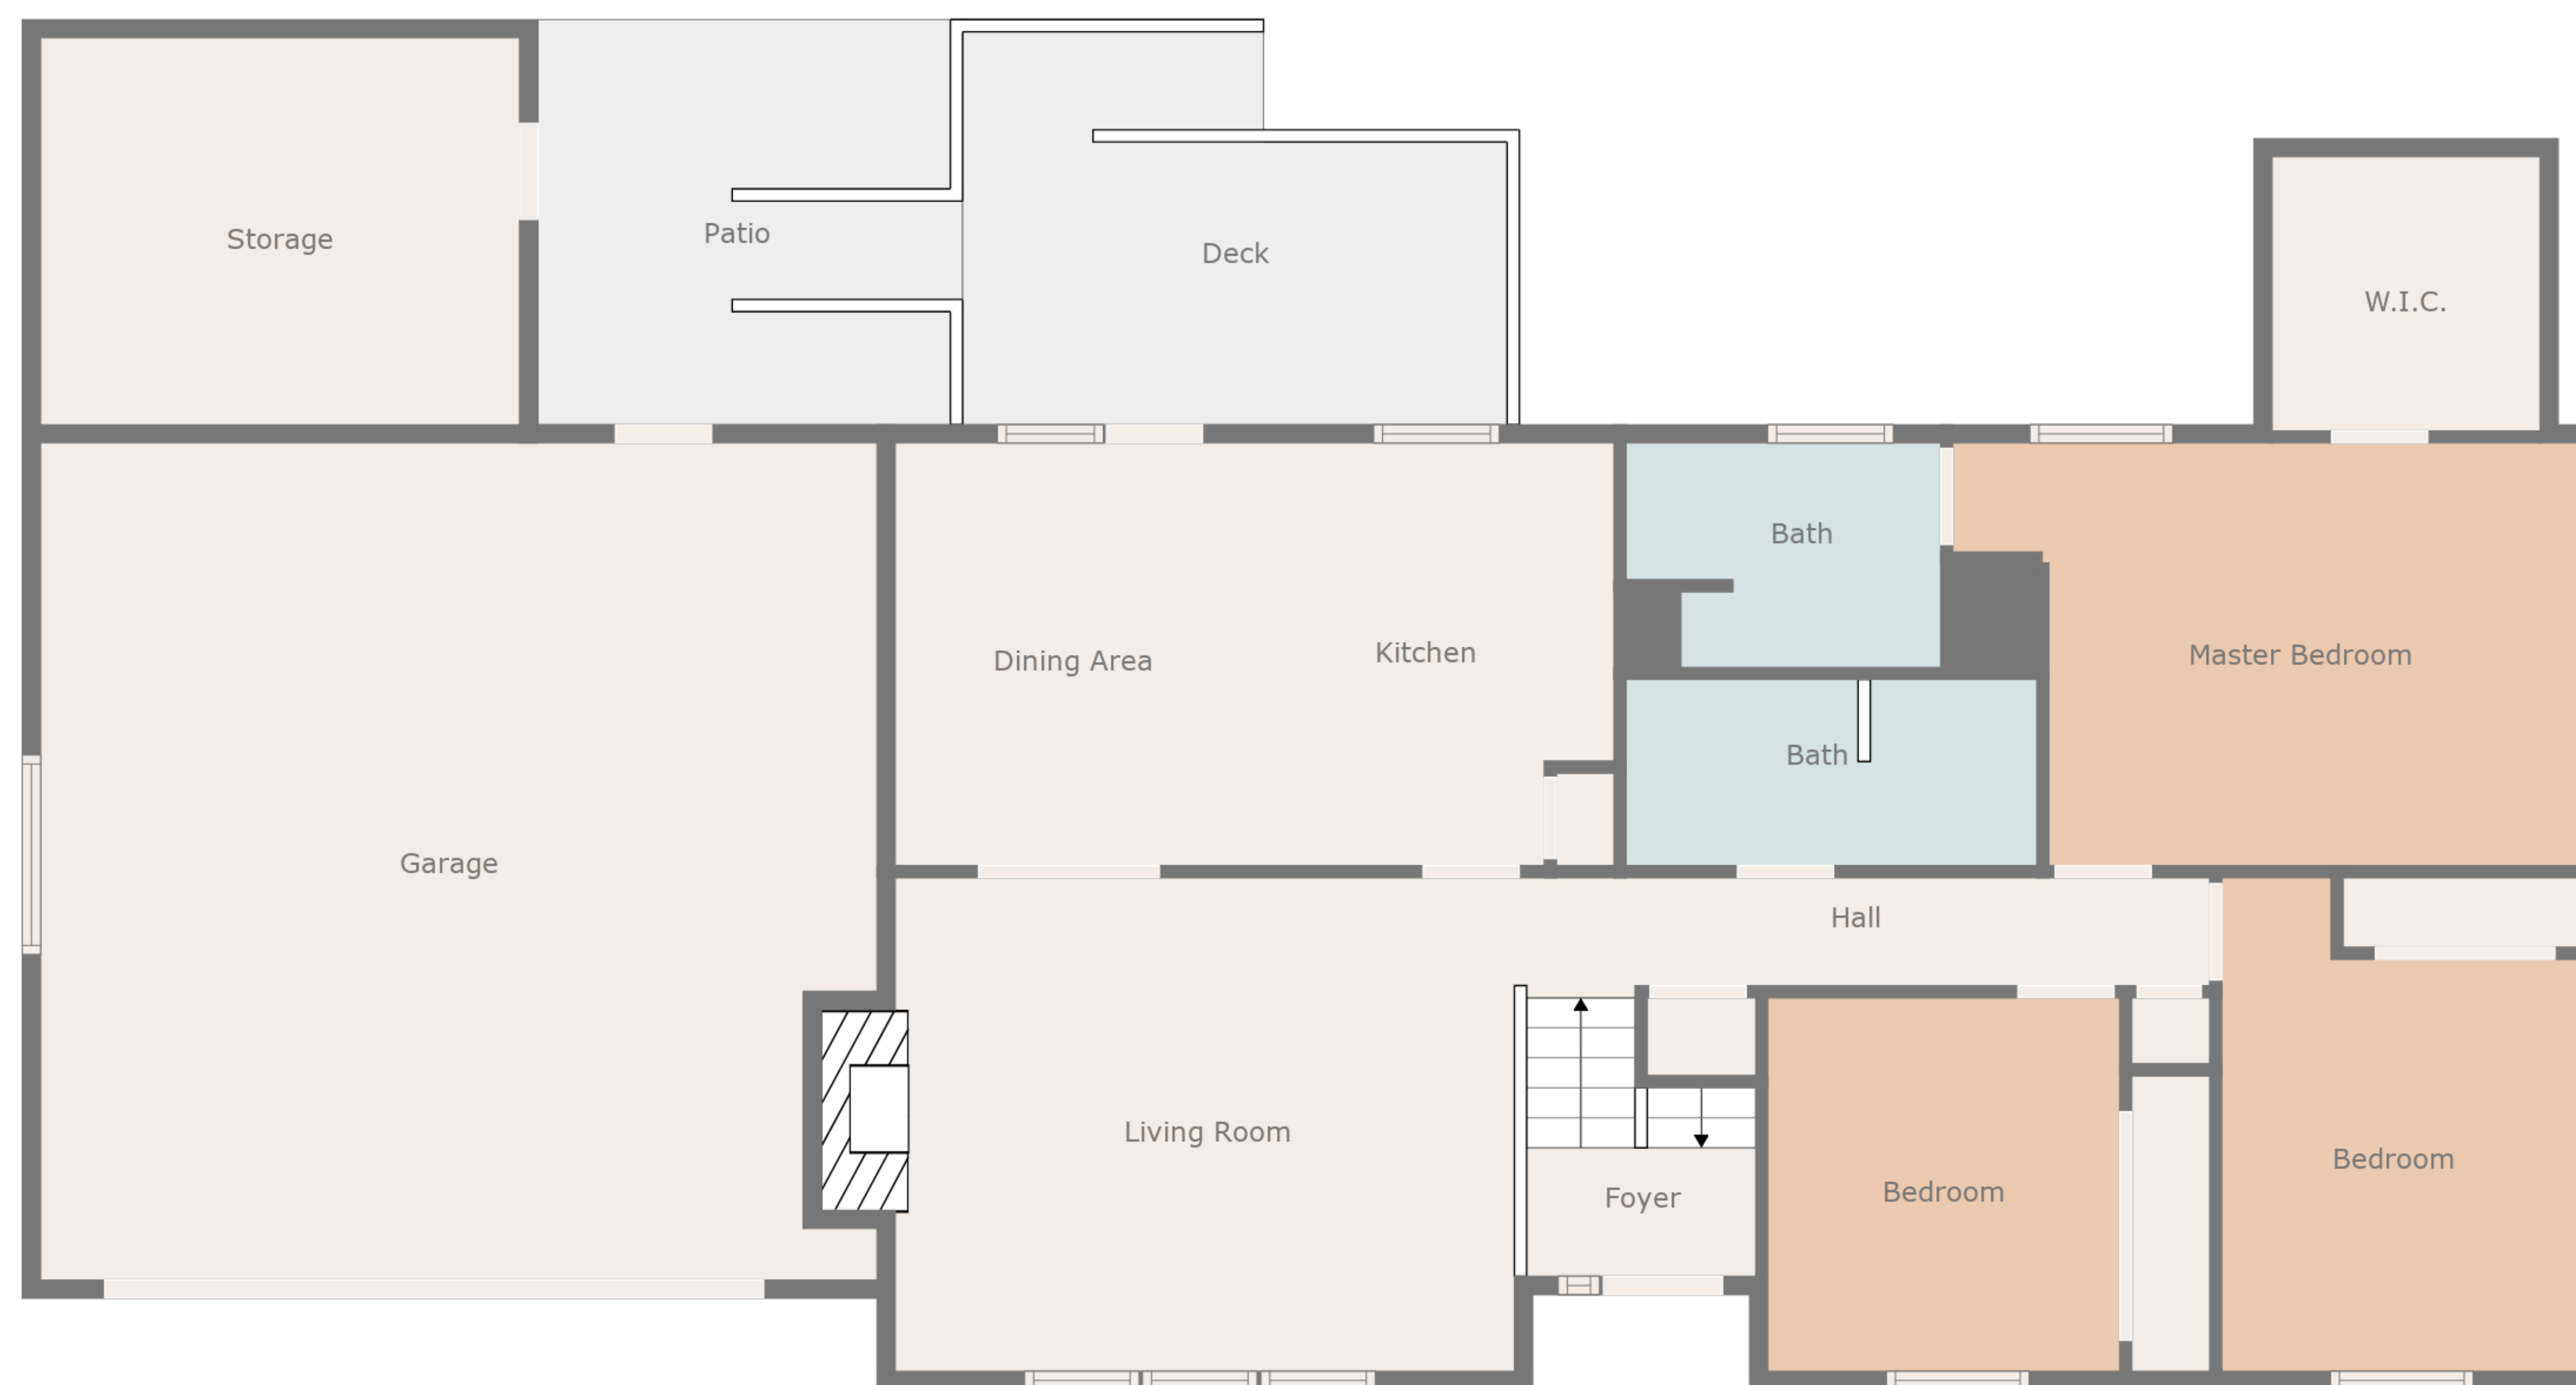 Storage
Patio
Deck
W.I.C.
Bath
Dining Area
Kitchen
Master Bedroom
Bath
Garage
Hall
Living Room
Foyer
Bedroom
Bedroom